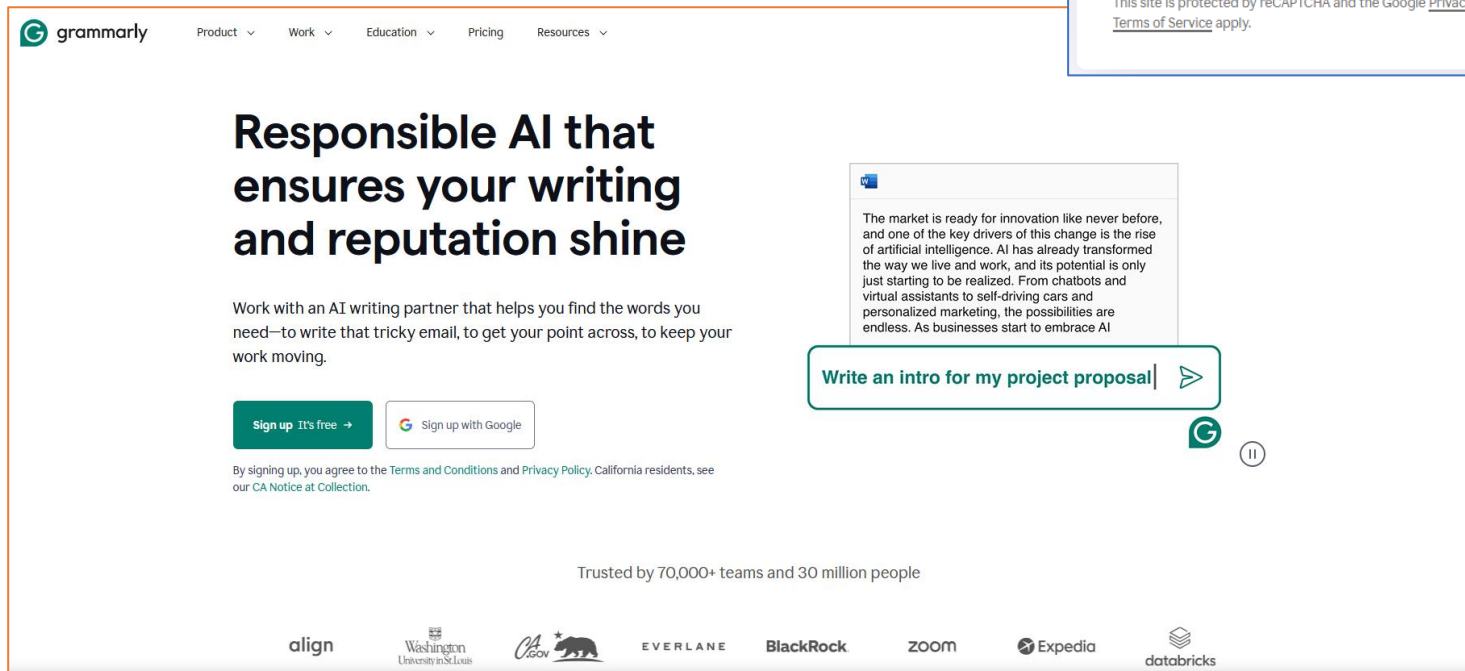 This site is protected by reCAPTCHA and the Google
Terms of Service apply.
grammarly
Product Work Education Pricing Resources
Responsible AI that
ensures your writing
and reputation shine
Work with an AI writing partner that helps you find the words you
need—to write that tricky email, to get your point across, to keep your
work moving.
Sign up It's free →
Sign up with Google
By signing up, you agree to the Terms and Conditions and Privacy Policy. California residents, see
our CA Notice at Collection.
W
The market is ready for innovation like never before,
and one of the key drivers of this change is the rise
of artificial intelligence. AI has already transformed
the way we live and work, and its potential is only
just starting to be realized. From chatbots and
virtual assistants to self-driving cars and
personalized marketing, the possibilities are
endless. As businesses start to embrace AI
Write an intro for my project proposal
Trusted by 70,000+ teams and 30 million people
align
Washington
University in St. Louis
CA.GOV
EVERLANE
BlackRock
zoom
Expedia
databricks